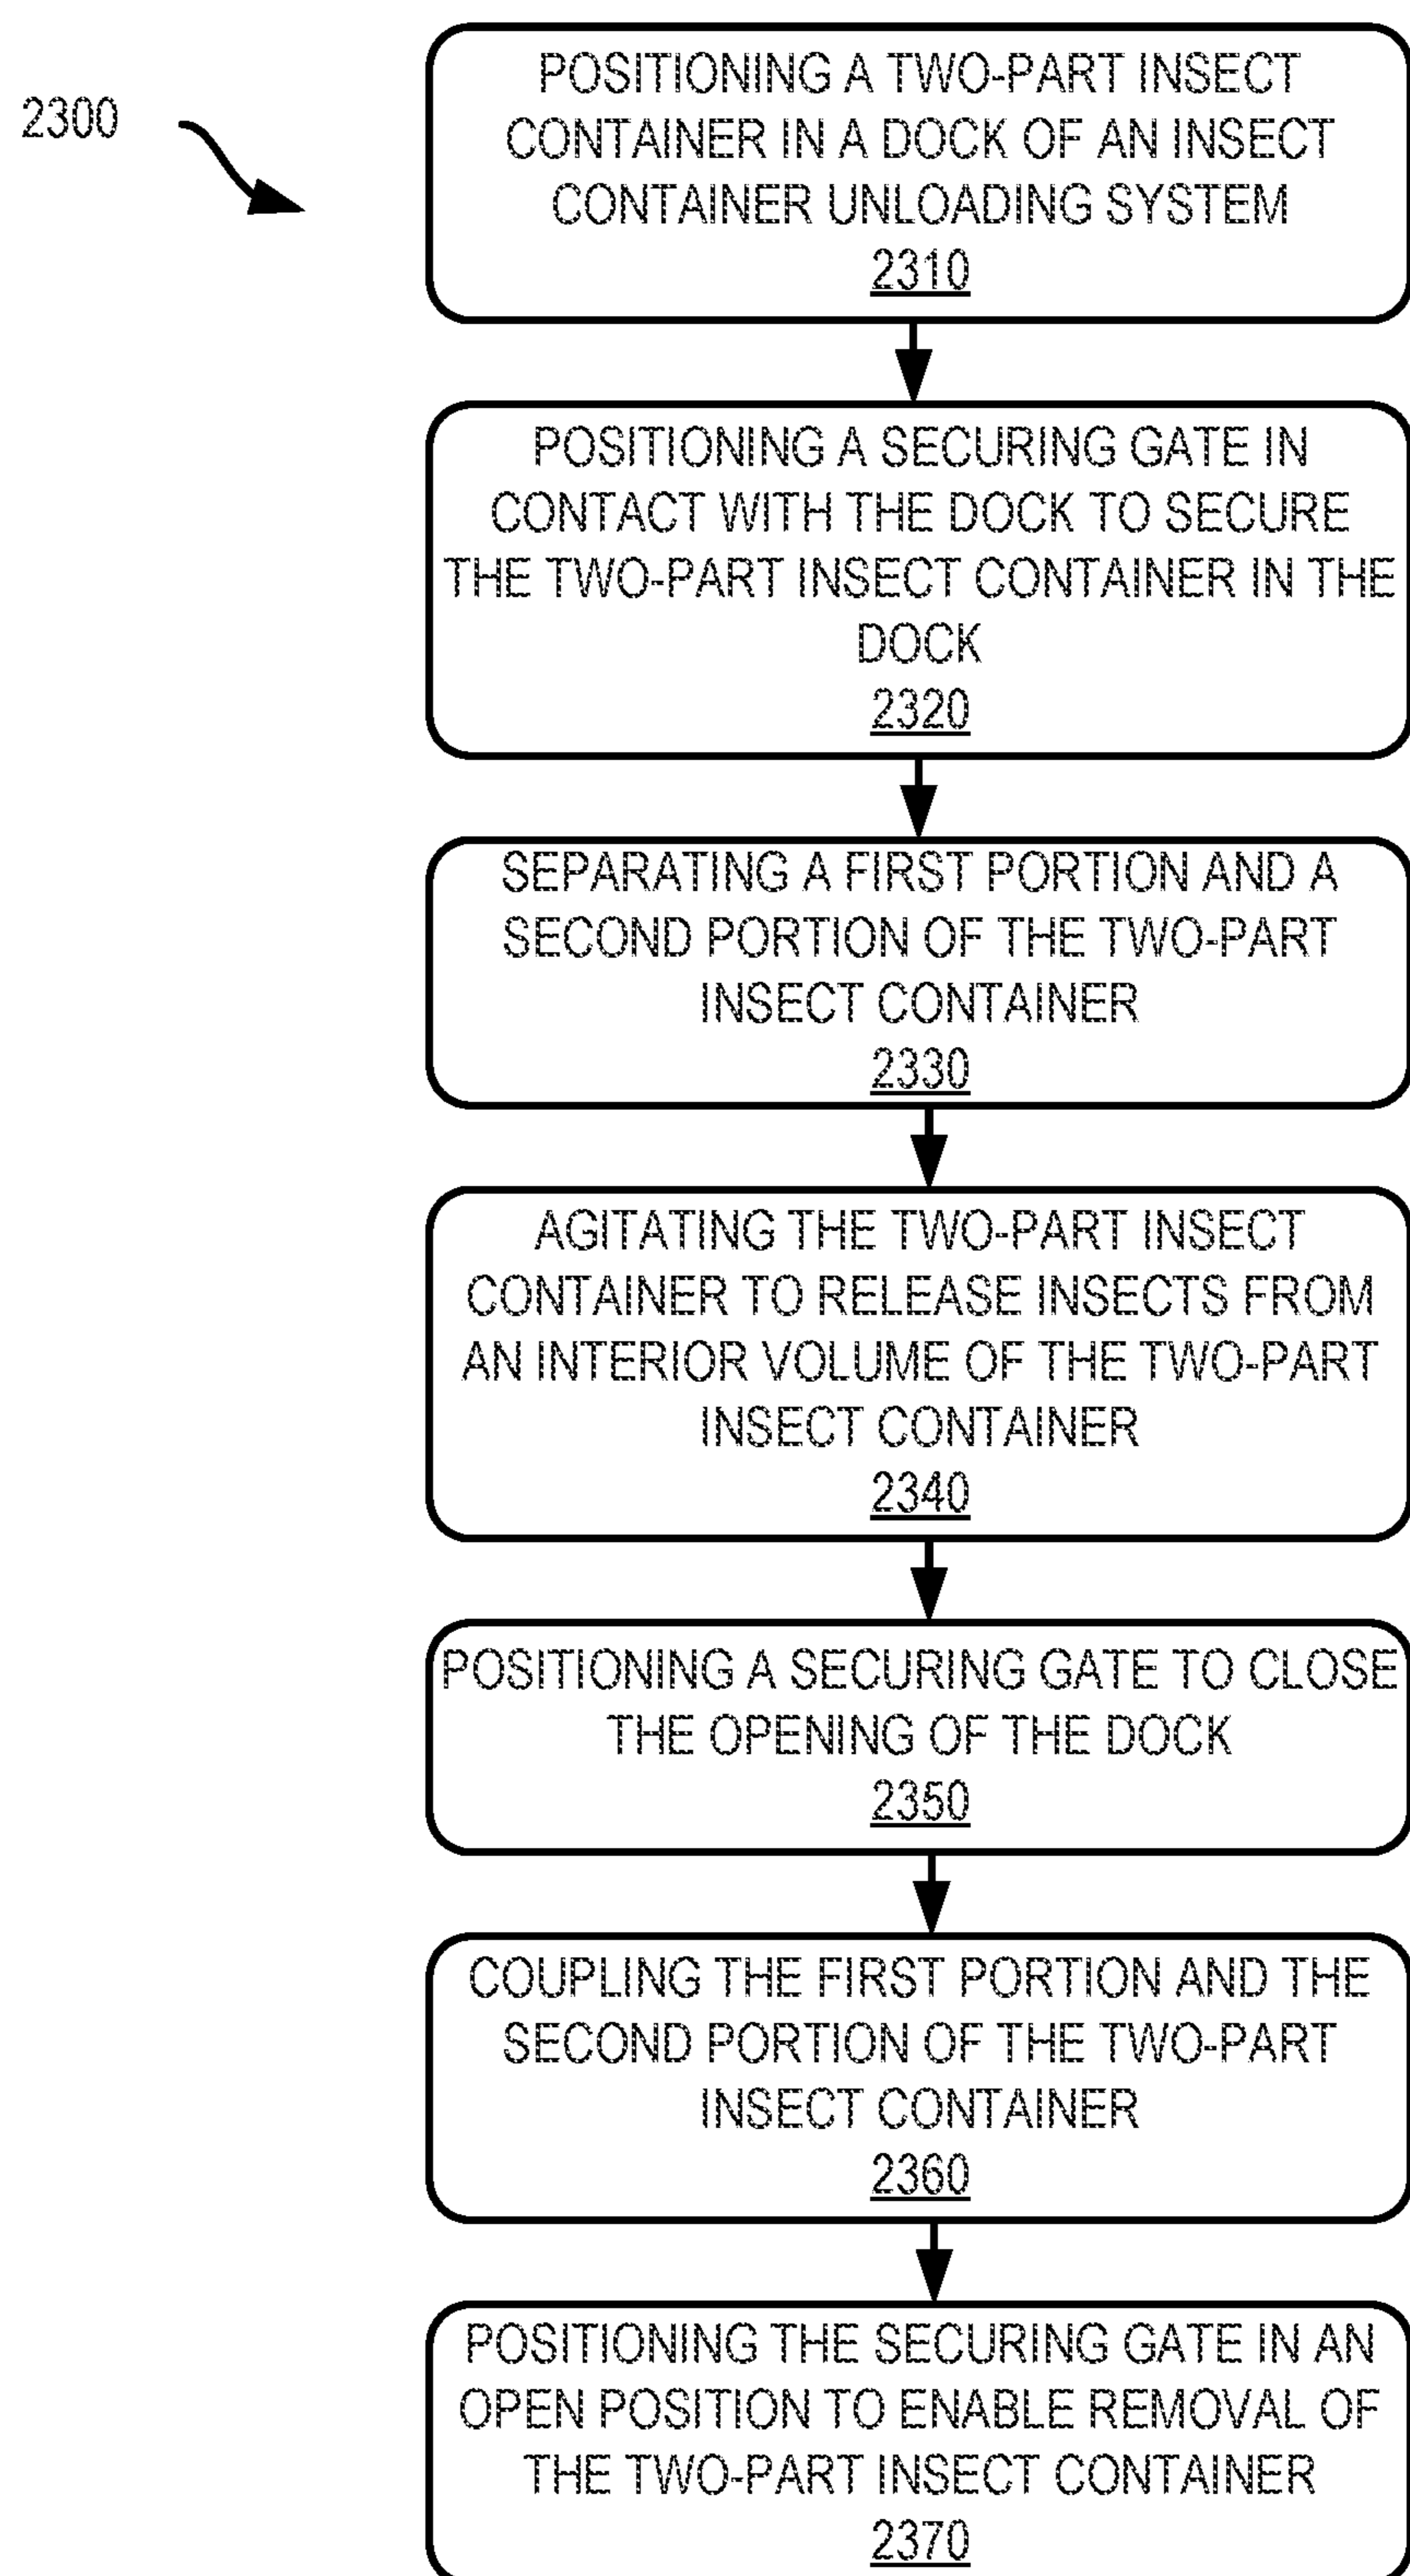 2300
POSITIONING A TWO-PART INSECT
CONTAINER IN A DOCK OF AN INSECT
CONTAINER UNLOADING SYSTEM
2310
POSITIONING A SECURING GATE IN
CONTACT WITH THE DOCK TO SECURE
THE TWO-PART INSECT CONTAINER IN THE
DOCK
2320
SEPARATING A FIRST PORTION AND A
SECOND PORTION OF THE TWO-PART
INSECT CONTAINER
2330
AGITATING THE TWO-PART INSECT
CONTAINER TO RELEASE INSECTS FROM
AN INTERIOR VOLUME OF THE TWO-PART
INSECT CONTAINER
2340
POSITIONING A SECURING GATE TO CLOSE
THE OPENING OF THE DOCK
2350
COUPLING THE FIRST PORTION AND THE
SECOND PORTION OF THE TWO-PART
INSECT CONTAINER
2360
POSITIONING THE SECURING GATE IN AN
OPEN POSITION TO ENABLE REMOVAL OF
THE TWO-PART INSECT CONTAINER
2370